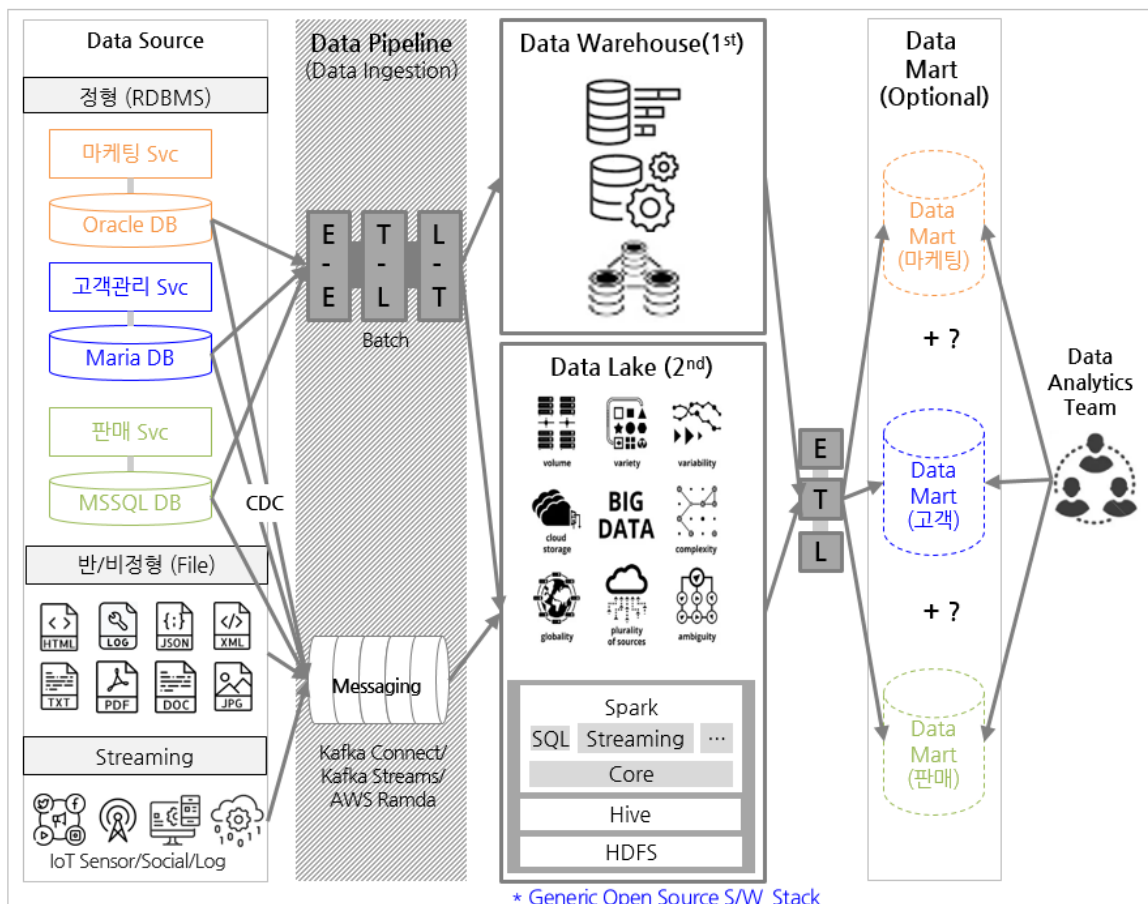 Data Source
정형 (RDBMS)
마케팅 Svc
Oracle DB
고객관리 Svc
Maria DB
판매 Svc
MSSQL DB
CDC
반/비정형 (File)
HTML
LOG
JSON
XML
TXT
PDF
DOC
JPG
Streaming
IoT Sensor/Social/Log
Data Pipeline
(Data Ingestion)
E
-
E
T
-
L
L
-
T
Batch
Messaging
Kafka Connect/
Kafka Streams/
AWS Ramda
Data Warehouse(1st)
Data Lake (2nd)
volume
variety
variability
cloud
storage
BIG
DATA
complexity
globality
plurality
of sources
ambiguity
Spark
SQL
Streaming
...
Core
Hive
HDFS
* Generic Open Source S/W Stack
E
T
L
Data
Mart
(Optional)
Data
Mart
(마케팅)
+ ?
Data
Mart
(고객)
+ ?
Data
Mart
(판매)
Data
Analytics
Team